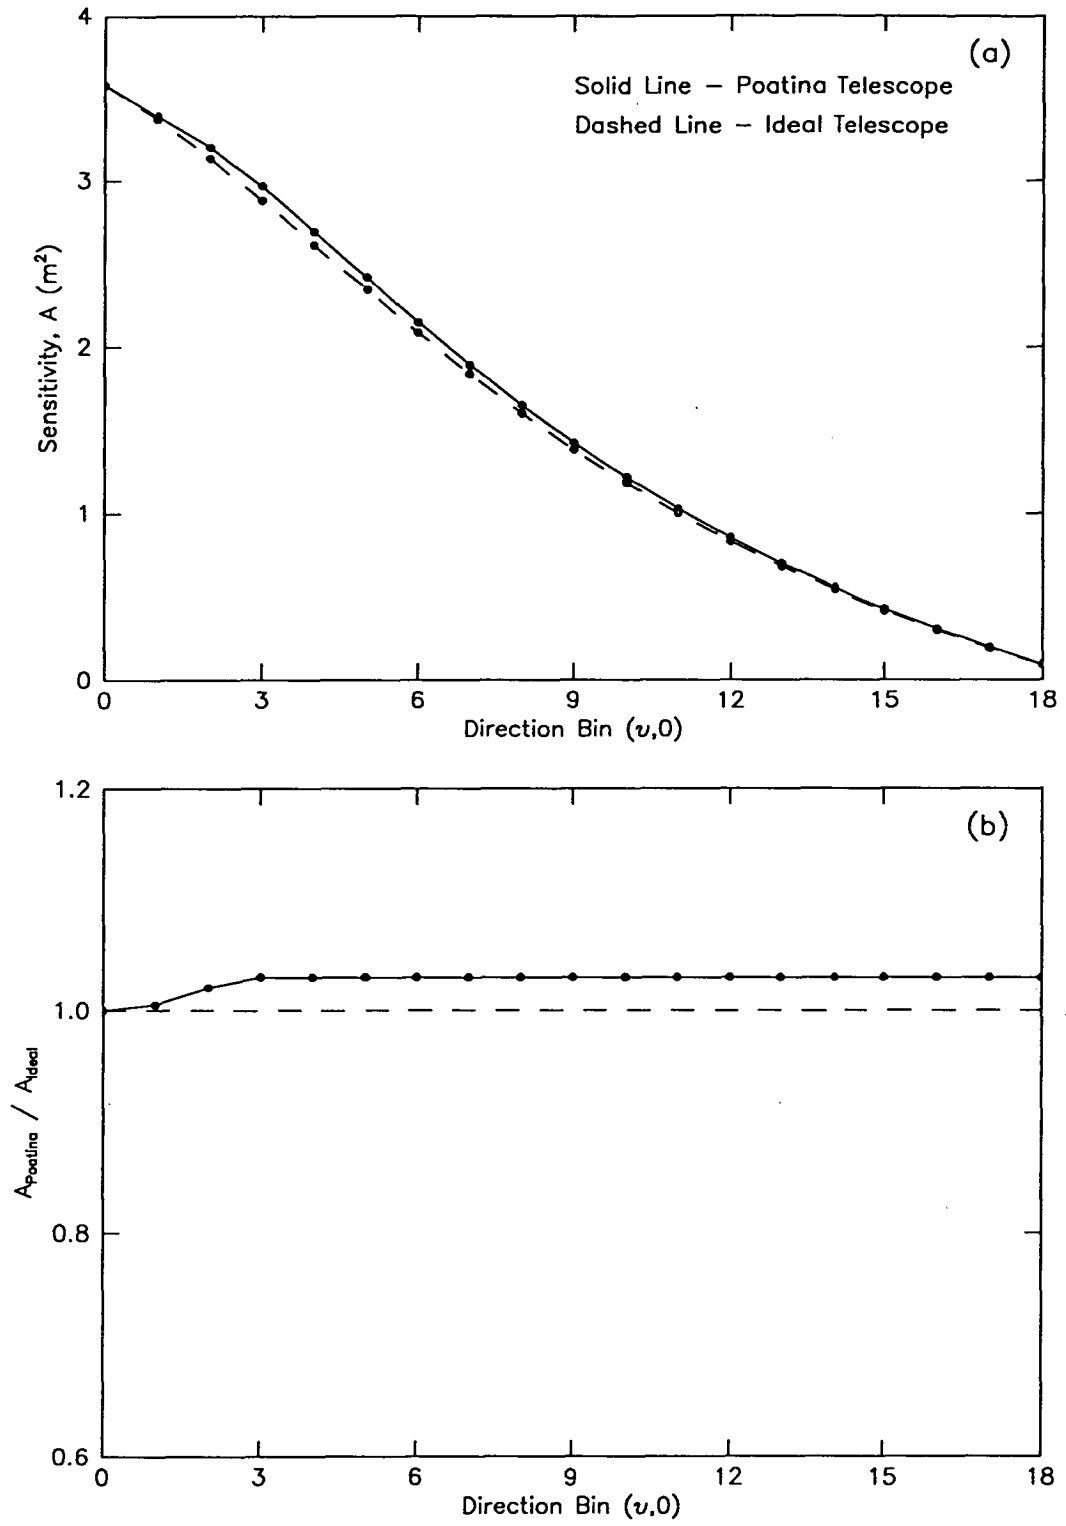 4
(a)
Solid Line – Poatina Telescope
Dashed Line – Ideal Telescope
3
Sensitivity, A (m²)
2
1
0
0 3 6 9 12 15 18
Direction Bin (υ,0)
1.2
(b)
1.0
A_Poatina / A_Ideal
0.8
0.6
0 3 6 9 12 15 18
Direction Bin (υ,0)